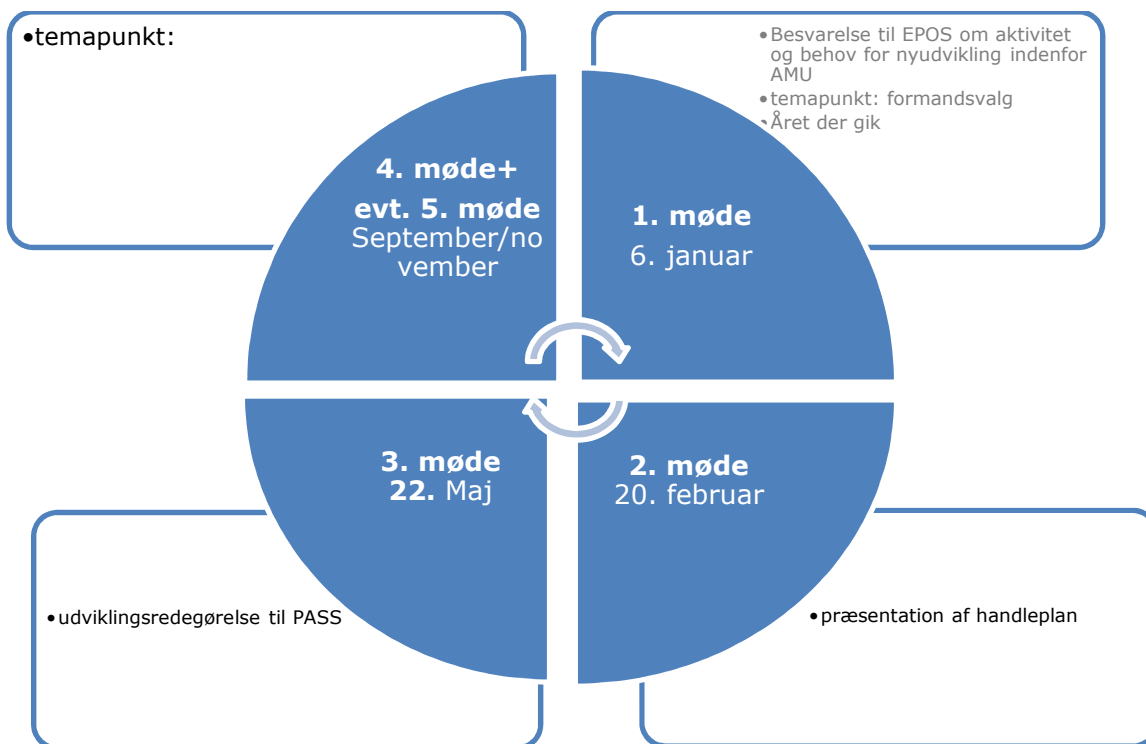 •temapunkt:
•Besvarelse til EPOS om aktivitet
og behov for nyudvikling indenfor
AMU
•temapunkt: formandsvalg
•Året der gik
4. møde+
evt. 5. møde
September/no
vember
1. møde
6. januar
3. møde
22. Maj
2. møde
20. februar
•udviklingsredegørelse til PASS
•præsentation af handleplan